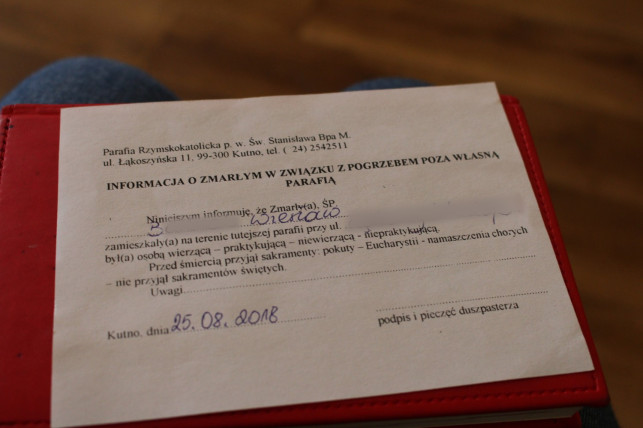 Parafia Rzymskokatolicka p. w. Św. Stanisława Bpa M.
ul. Łąkoszyńska 11, 99-300 Kutno, tel. ( 24) 2542511
INFORMACJA O ZMARŁYM W ZWIĄZKU Z POGRZEBEM POZA WŁASNĄ
PARAFIĄ
Niniejszym informuję, że Zmarły(a), ŚP.
Wiesław
zamieszkały(a) na terenie tutejszej parafii przy ul.
był(a) osobą wierzącą – praktykującą – niewierzącą - niepraktykującą.
Przed śmiercią przyjął sakramenty: pokuty – Eucharystii - namaszczenia chorych
– nie przyjął sakramentów świętych.
Uwagi
Kutno, dnia 25.08.2018
podpis i pieczęć duszpasterza